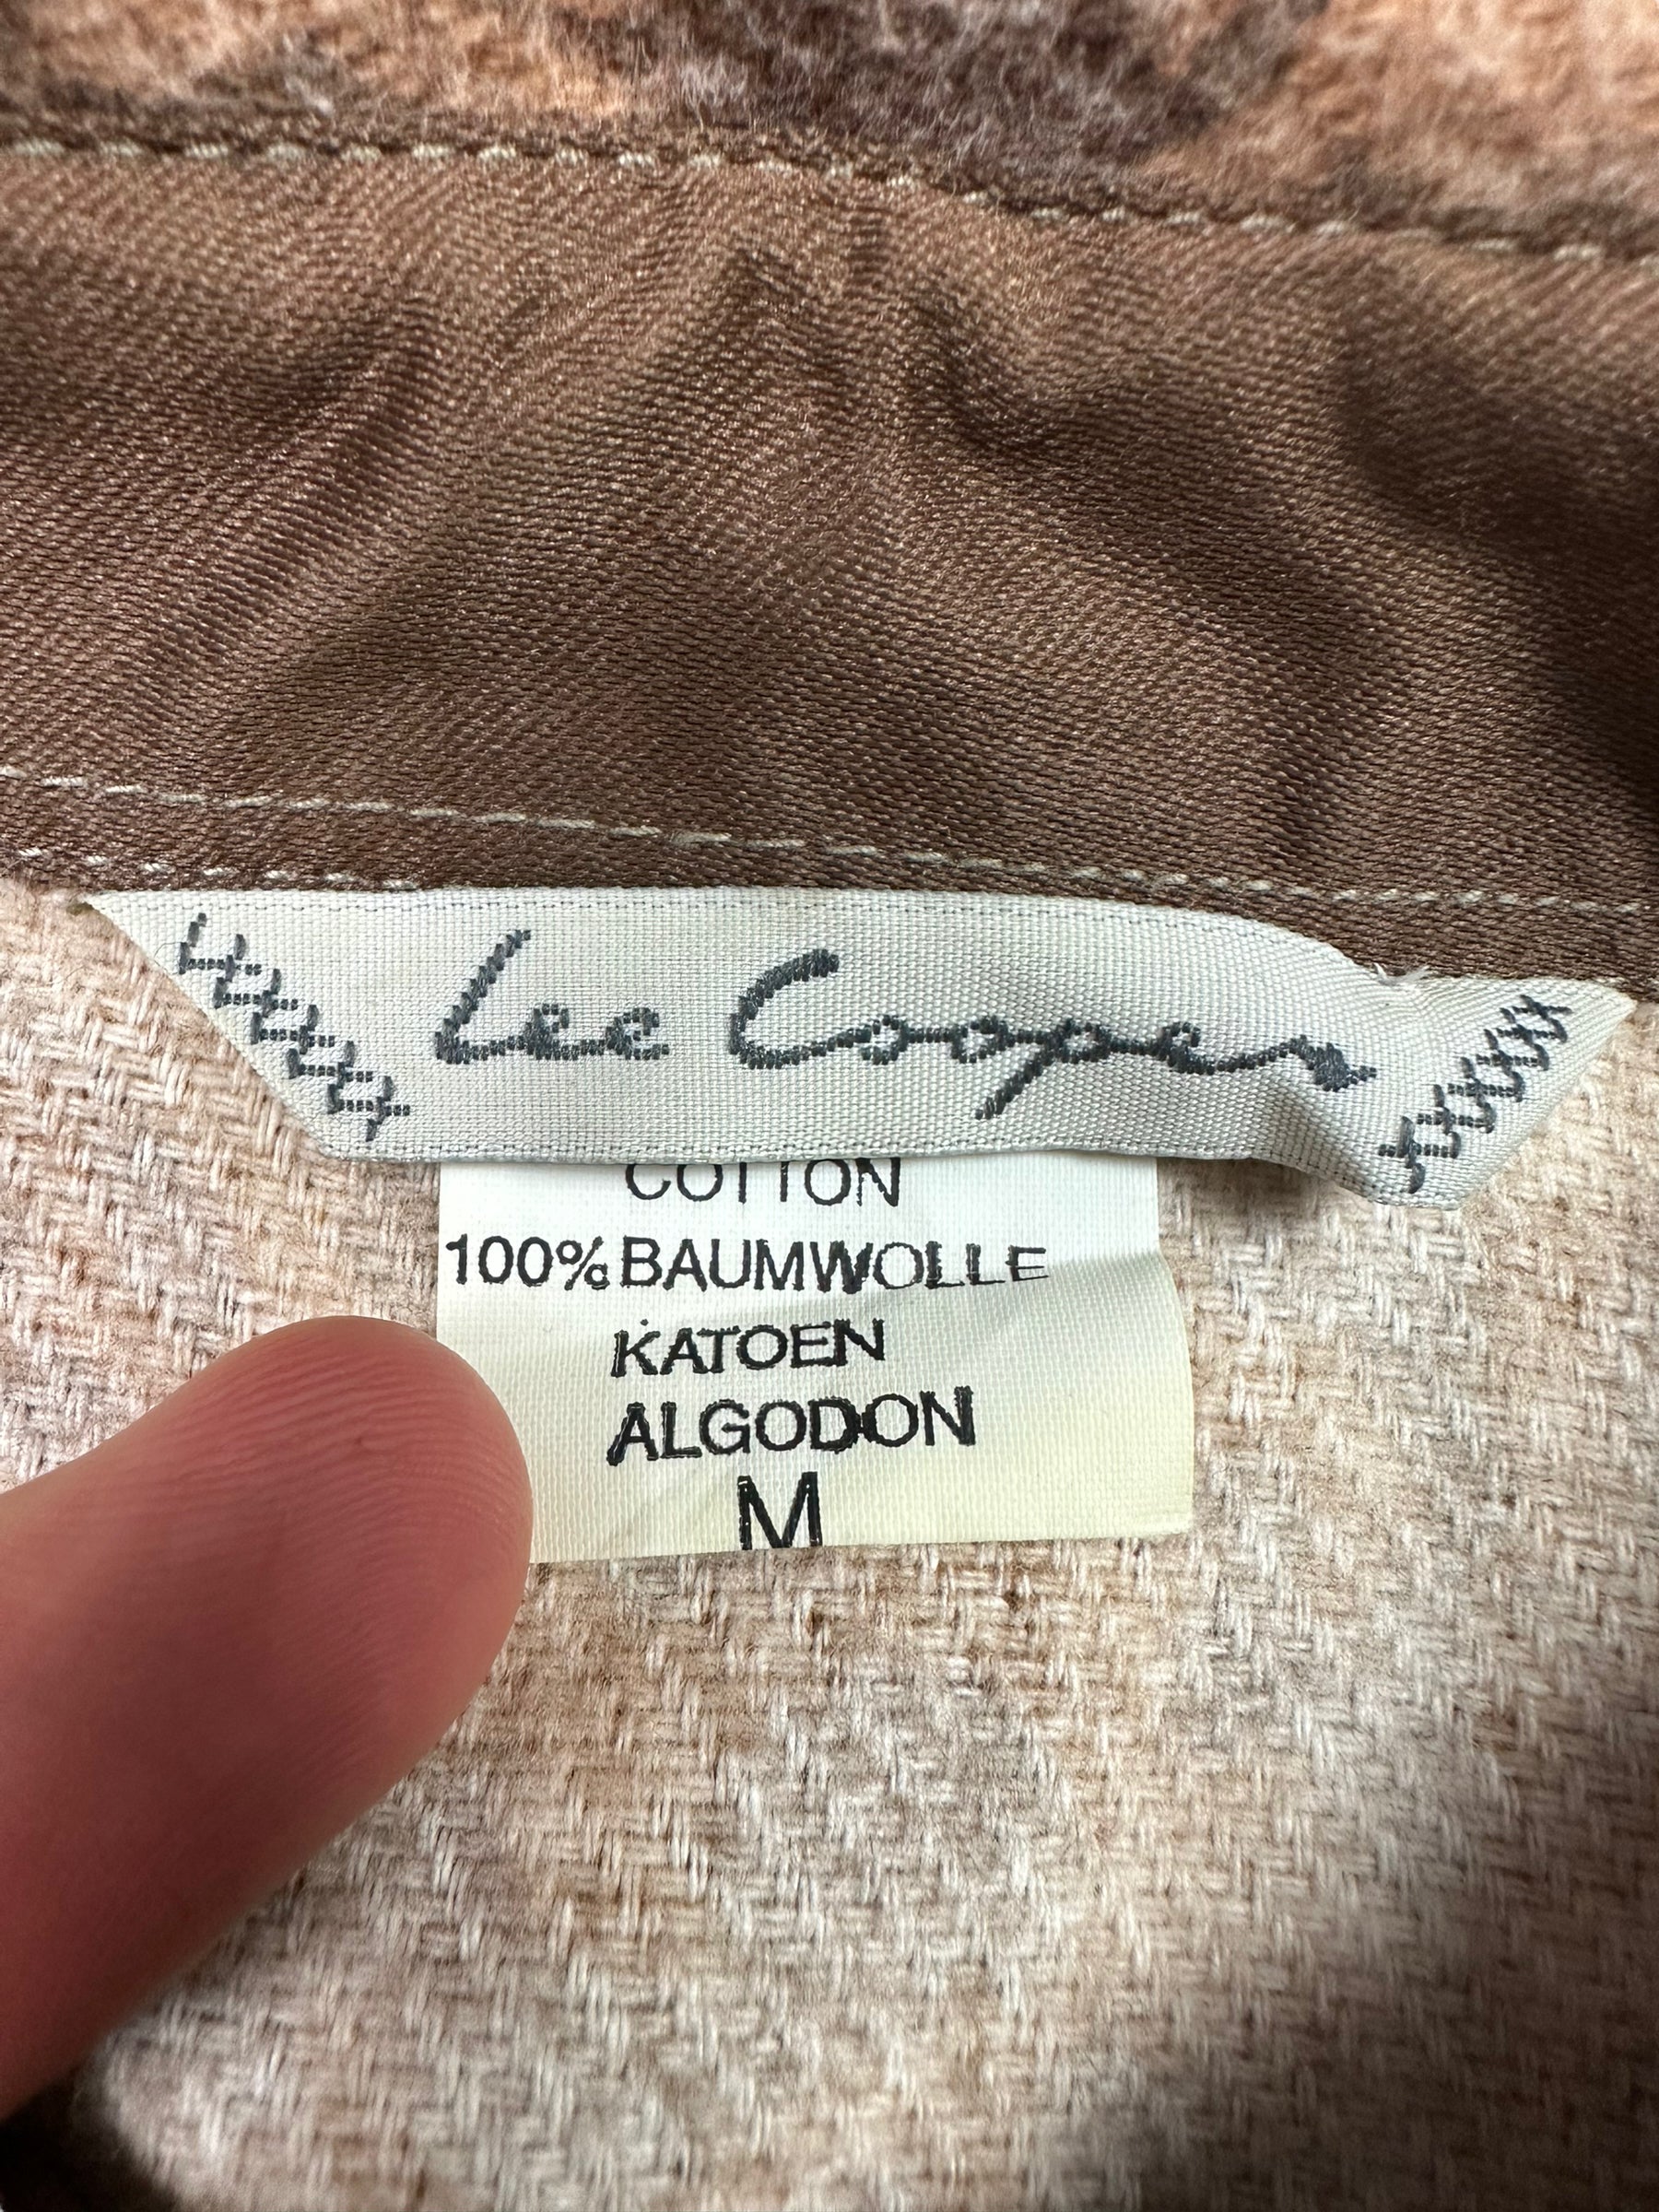 Lee Cooper
COTTON
100% BAUMWOLLE
KATOEN
ALGODON
M